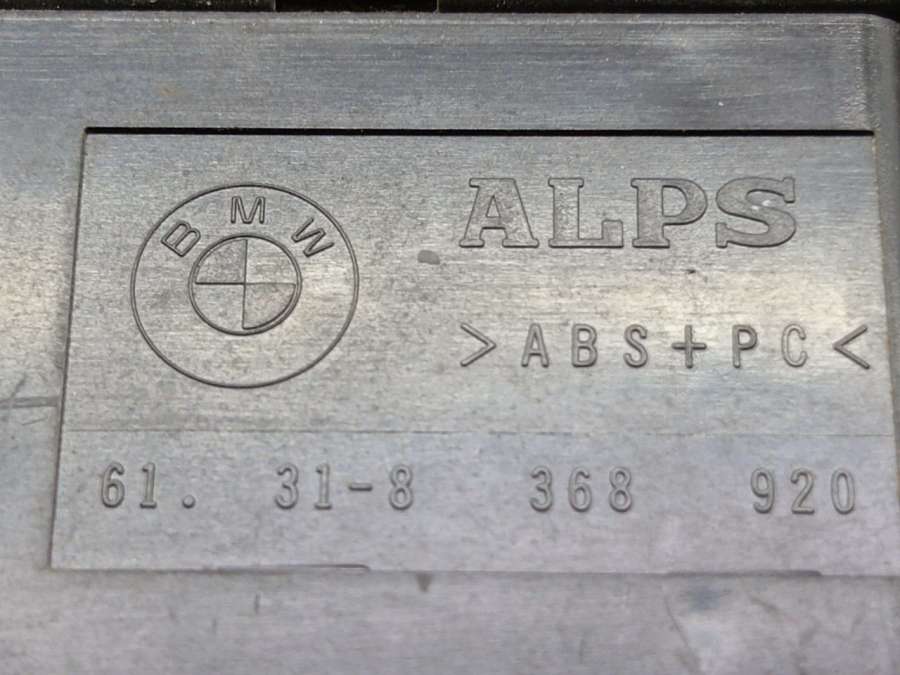 BMW
ALPS
>ABS+PC<
61. 31-8 368 920